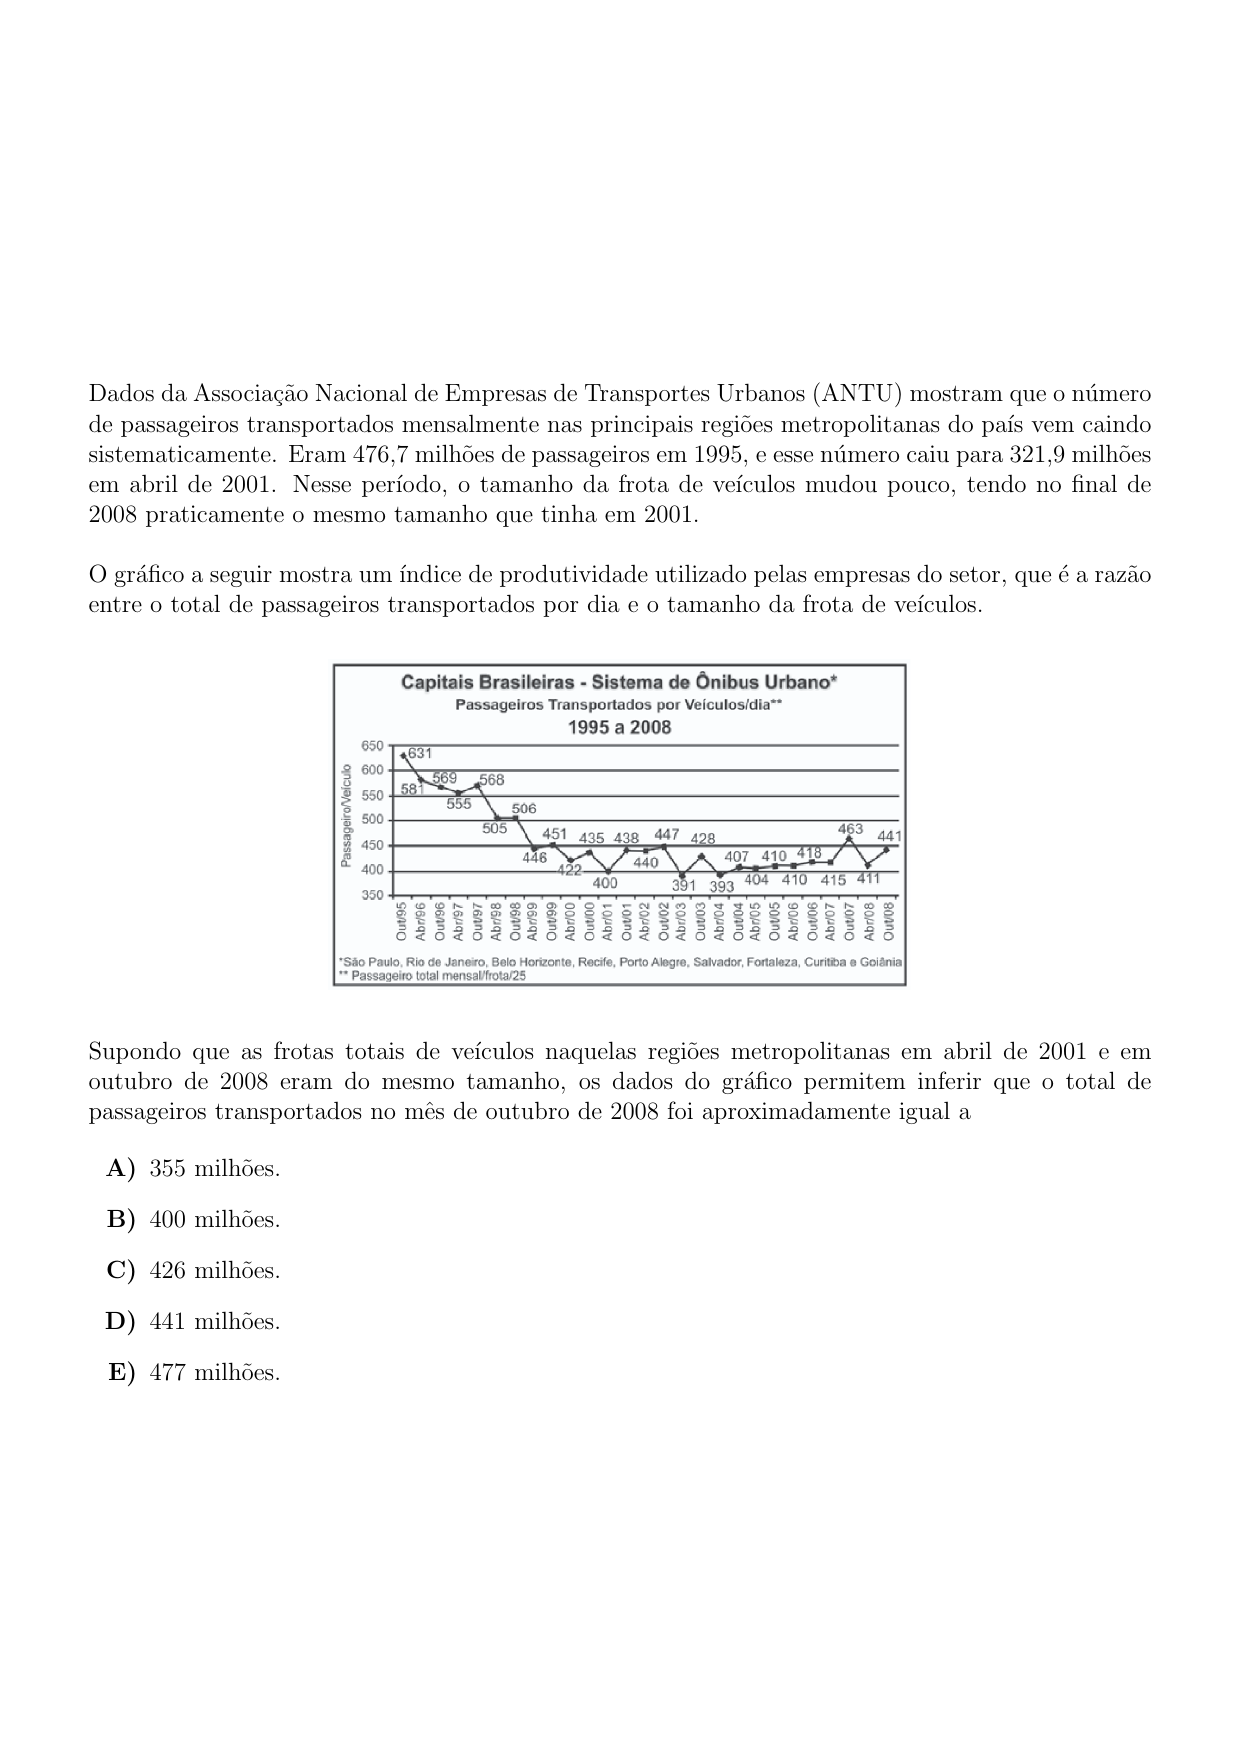 Dados da Associação Nacional de Empresas de Transportes Urbanos (ANTU) mostram que o número
de passageiros transportados mensalmente nas principais regiões metropolitanas do país vem caindo
sistematicamente. Eram 476,7 milhões de passageiros em 1995, e esse número caiu para 321,9 milhões
em abril de 2001. Nesse período, o tamanho da frota de veículos mudou pouco, tendo no final de
2008 praticamente o mesmo tamanho que tinha em 2001.
O gráfico a seguir mostra um índice de produtividade utilizado pelas empresas do setor, que é a razão
entre o total de passageiros transportados por dia e o tamanho da frota de veículos.
Capitais Brasileiras - Sistema de Ônibus Urbano*
Passageiros Transportados por Veículos/dia**
1995 a 2008
Passageiro/Veículo
650
600
550
500
450
400
350
631
581
569
555
568
505
506
446
451
422
435
400
438
440
447
391
428
393
407
404
410
410
418
415
463
411
441
Out/95
Abr/96
Out/96
Abr/97
Out/97
Abr/98
Out/98
Abr/99
Out/99
Abr/00
Out/00
Abr/01
Out/01
Abr/02
Out/02
Abr/03
Out/03
Abr/04
Out/04
Abr/05
Out/05
Abr/06
Out/06
Abr/07
Out/07
Abr/08
Out/08
*São Paulo, Rio de Janeiro, Belo Horizonte, Recife, Porto Alegre, Salvador, Fortaleza, Curitiba e Goiânia
** Passageiro total mensal/frota/25
Supondo que as frotas totais de veículos naquelas regiões metropolitanas em abril de 2001 e em
outubro de 2008 eram do mesmo tamanho, os dados do gráfico permitem inferir que o total de
passageiros transportados no mês de outubro de 2008 foi aproximadamente igual a
A) 355 milhões.
B) 400 milhões.
C) 426 milhões.
D) 441 milhões.
E) 477 milhões.